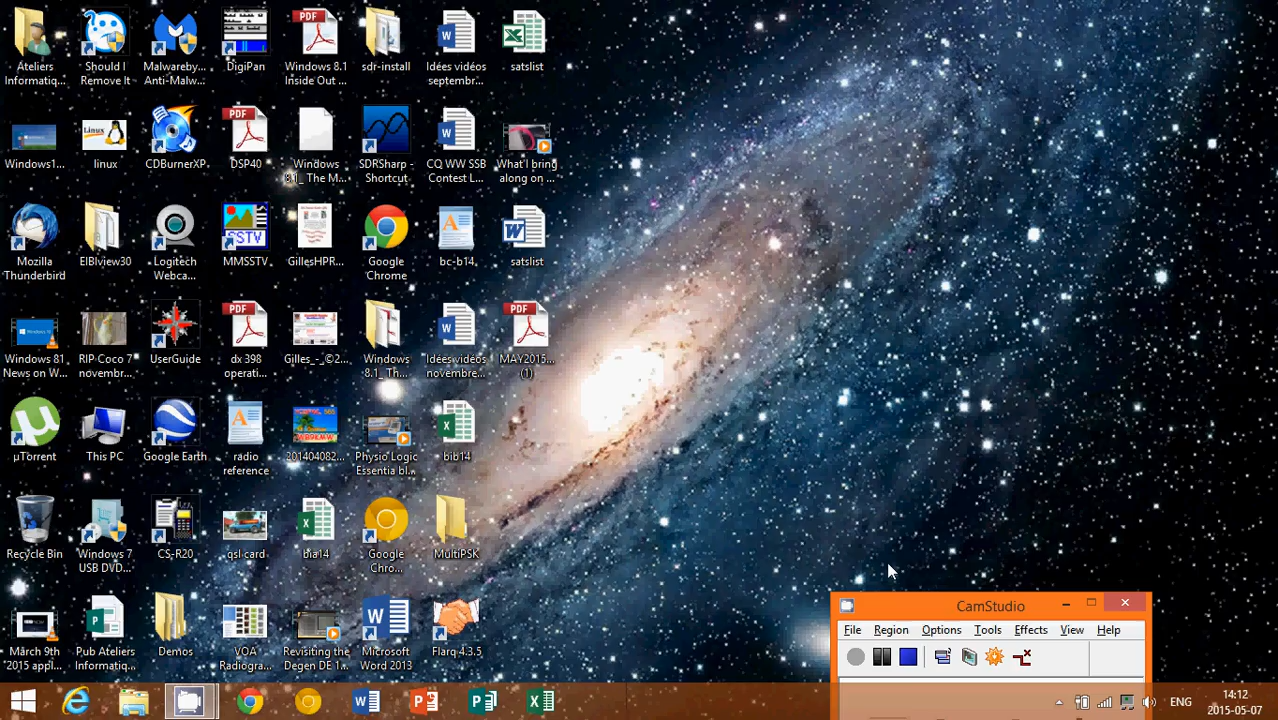 Ateliers
Informatiq...
Should I
Remove It
Malwareby...
Anti-Malw...
DigiPan
PDF
Windows 8.1
Inside Out ...
sdr-install
Idées vidéos
septembr...
satslist
Windows1...
Linux
linux
CDBurnerXP
PDF
DSP40
Windows
8.1_ The M...
SDRSharp -
Shortcut
CQ WW SSB
Contest L...
What I bring
along on ...
Mozilla
Thunderbird
EIBIview30
Logitech
Webca...
SSTV
MMSSTV
GillesHPR...
Google
Chrome
bc-b14
satslist
Windows 81
News on W...
RIP Coco 7
novembr...
UserGuide
PDF
dx 398
operati...
Gilles_-_©2...
Windows
8.1_ Th...
Idées vidéos
novembre...
PDF
MAY2015...
(1)
µTorrent
This PC
Google Earth
radio
reference
201404082...
Physio Logic
Essentia bl...
bib14
Recycle Bin
Windows 7
USB DVD...
CS-R20
qsl card
bia14
Google
Chro...
MultiPSK
March 9th
2015 appl...
Pub Ateliers
Informatiq...
Demos
VOA
Radiogra...
Revisiting the
Degen DE 1...
Microsoft
Word 2013
Flarq 4.3.5
CamStudio
File Region Options Tools Effects View Help
ENG
14:12
2015-05-07